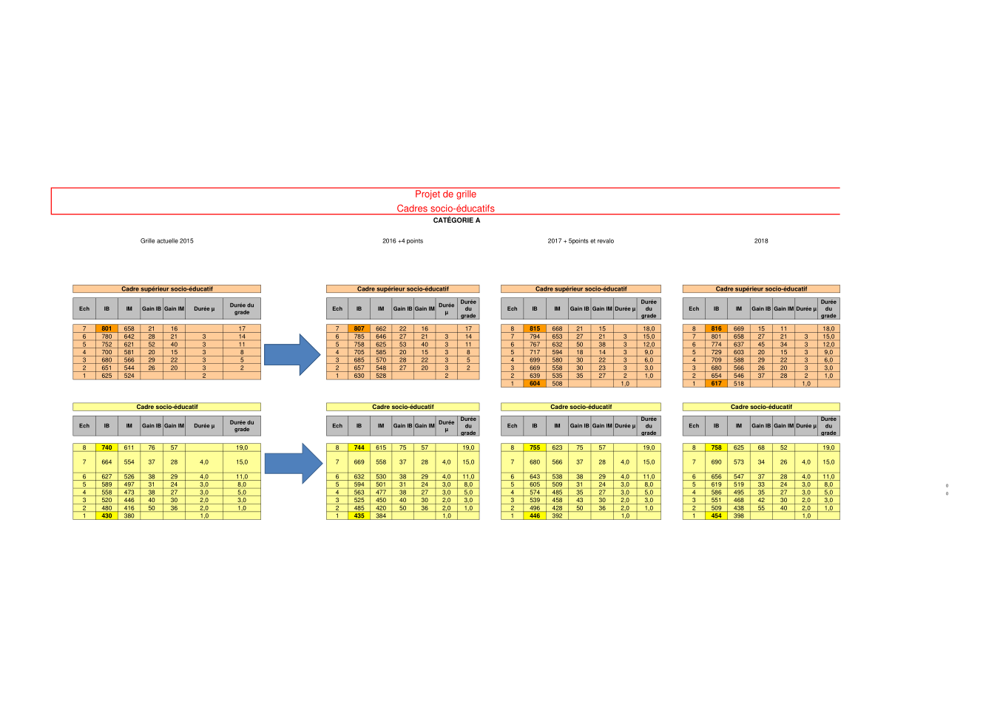 Projet de grille
Cadres socio-éducatifs
CATÉGORIE A
Grille actuelle 2015 2016 +4 points 2017 + 5points et revalo 2018
Cadre supérieur socio-éducatif Cadre supérieur socio-éducatif Cadre supérieur socio-éducatif Cadre supérieur socio-éducatif
Ech IB IM Gain IB Gain IM Durée µ Durée du grade Ech IB IM Gain IB Gain IM Durée µ Durée du grade Ech IB IM Gain IB Gain IM Durée µ Durée du grade Ech IB IM Gain IB Gain IM Durée µ Durée du grade
7 801 658 21 16 17 7 807 662 22 16 17 8 815 668 21 15 18,0 8 816 669 15 11 18,0
6 780 642 28 21 3 14 6 785 646 27 21 3 14 7 794 653 27 21 3 15,0 7 801 658 27 21 3 15,0
5 752 621 52 40 3 11 5 758 625 53 40 3 11 6 767 632 50 38 3 12,0 6 774 637 45 34 3 12,0
4 700 581 20 15 3 8 4 705 585 20 15 3 8 5 717 594 18 14 3 9,0 5 729 603 20 15 3 9,0
3 680 566 29 22 3 5 3 685 570 28 22 3 5 4 699 580 30 22 3 6,0 4 709 588 29 22 3 6,0
2 651 544 26 20 3 2 2 657 548 27 20 3 2 3 669 558 30 23 3 3,0 3 680 566 26 20 3 3,0
1 625 524 2 1 630 528 2 2 639 535 35 27 2 1,0 2 654 546 37 28 2 1,0
1 604 508 1,0 1 617 518 1,0
Cadre socio-éducatif Cadre socio-éducatif Cadre socio-éducatif Cadre socio-éducatif
Ech IB IM Gain IB Gain IM Durée µ Durée du grade Ech IB IM Gain IB Gain IM Durée µ Durée du grade Ech IB IM Gain IB Gain IM Durée µ Durée du grade Ech IB IM Gain IB Gain IM Durée µ Durée du grade
8 740 611 76 57 19,0 8 744 615 75 57 19,0 8 755 623 75 57 19,0 8 758 625 68 52 19,0
7 664 554 37 28 4,0 15,0 7 669 558 37 28 4,0 15,0 7 680 566 37 28 4,0 15,0 7 690 573 34 26 4,0 15,0
6 627 526 38 29 4,0 11,0 6 632 530 38 29 4,0 11,0 6 643 538 38 29 4,0 11,0 6 656 547 37 28 4,0 11,0
5 589 497 31 24 3,0 8,0 5 594 501 31 24 3,0 8,0 5 605 509 31 24 3,0 8,0 5 619 519 33 24 3,0 8,0 0
4 558 473 38 27 3,0 5,0 4 563 477 38 27 3,0 5,0 4 574 485 35 27 3,0 5,0 4 586 495 35 27 3,0 5,0 0
3 520 446 40 30 2,0 3,0 3 525 450 40 30 2,0 3,0 3 539 458 43 30 2,0 3,0 3 551 468 42 30 2,0 3,0
2 480 416 50 36 2,0 1,0 2 485 420 50 36 2,0 1,0 2 496 428 50 36 2,0 1,0 2 509 438 55 40 2,0 1,0
1 430 380 1,0 1 435 384 1,0 1 446 392 1,0 1 454 398 1,0